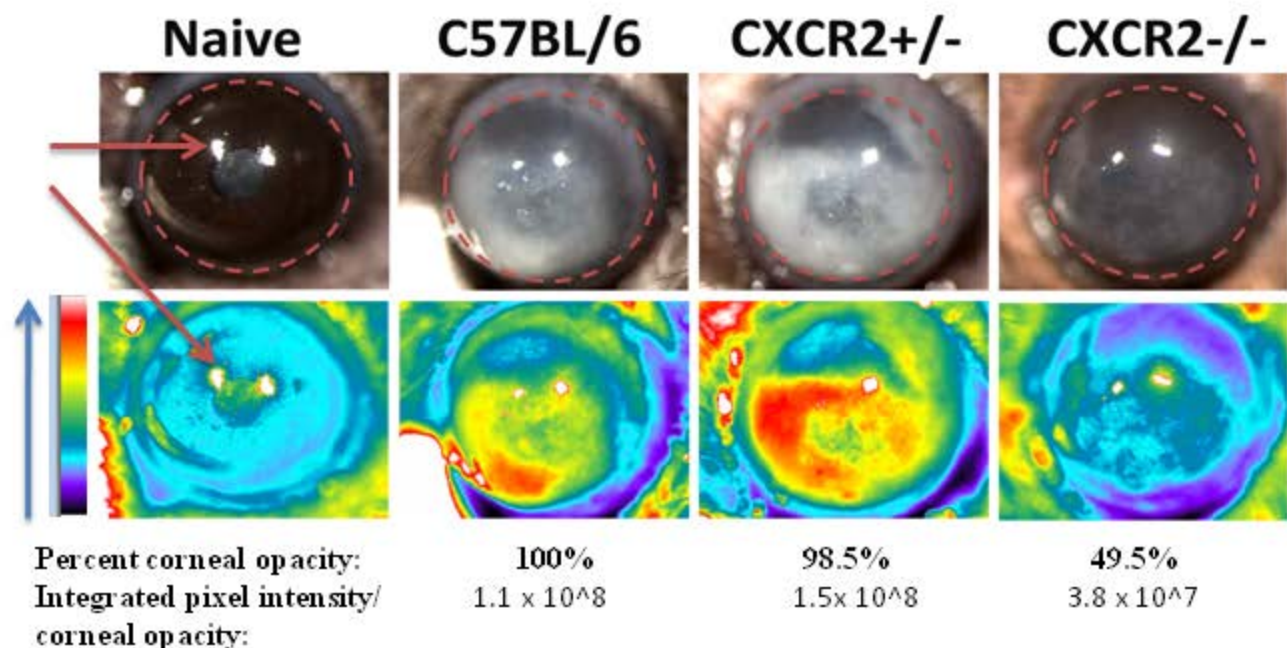 Naive C57BL/6 CXCR2+/- CXCR2-/-
Percent corneal opacity: 100% 98.5% 49.5%
Integrated pixel intensity/ 1.1 x 10^8 1.5x 10^8 3.8 x 10^7
corneal opacity: